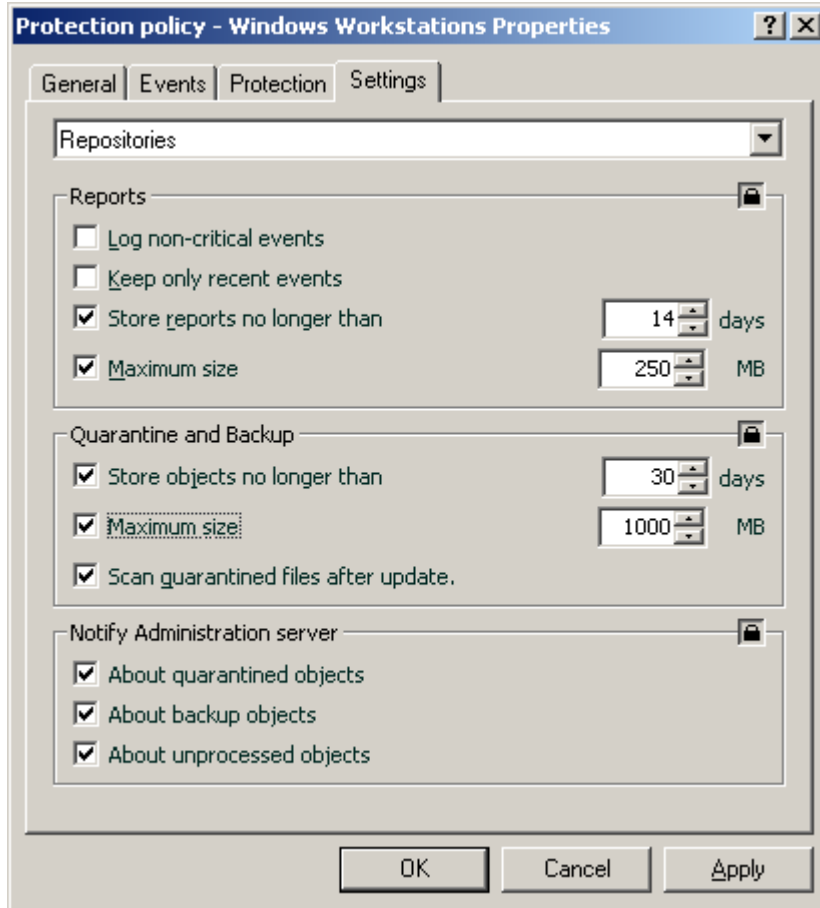 Protection policy - Windows Workstations Properties
General Events Protection Settings
Repositories
Reports
Log non-critical events
Keep only recent events
Store reports no longer than 14 days
Maximum size 250 MB
Quarantine and Backup
Store objects no longer than 30 days
Maximum size 1000 MB
Scan quarantined files after update.
Notify Administration server
About quarantined objects
About backup objects
About unprocessed objects
OK Cancel Apply